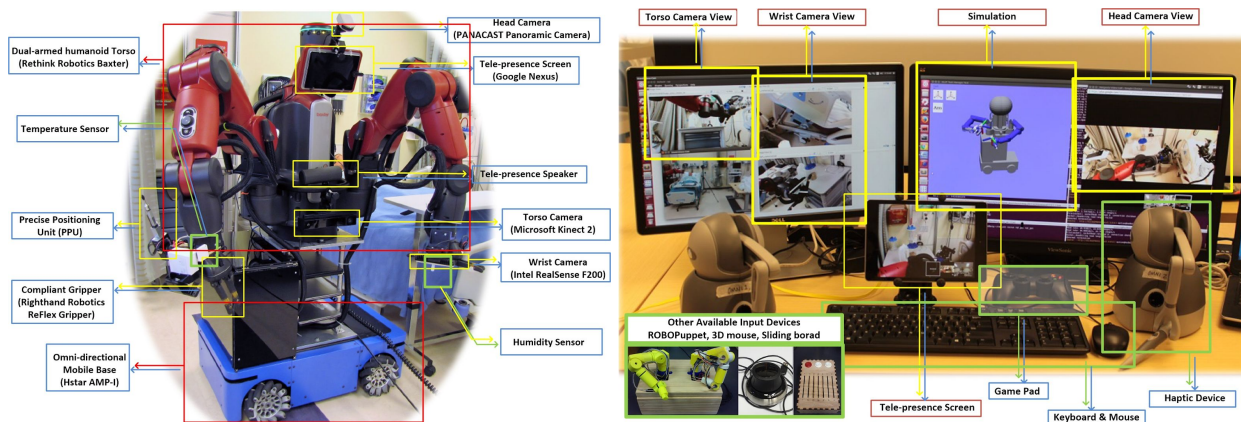 Dual-armed humanoid Torso
(Rethink Robotics Baxter)
Temperature Sensor
Precise Positioning
Unit (PPU)
Compliant Gripper
(Righthand Robotics
ReFlex Gripper)
Omni-directional
Mobile Base
(Hstar AMP-I)
Head Camera
(PANACAST Panoramic Camera)
Tele-presence Screen
(Google Nexus)
Tele-presence Speaker
Torso Camera
(Microsoft Kinect 2)
Wrist Camera
(Intel RealSense F200)
Humidity Sensor
Torso Camera View
Wrist Camera View
Simulation
Head Camera View
DELL
Other Available Input Devices
ROBOPuppet, 3D mouse, Sliding borad
Tele-presence Screen
Game Pad
Keyboard & Mouse
Haptic Device